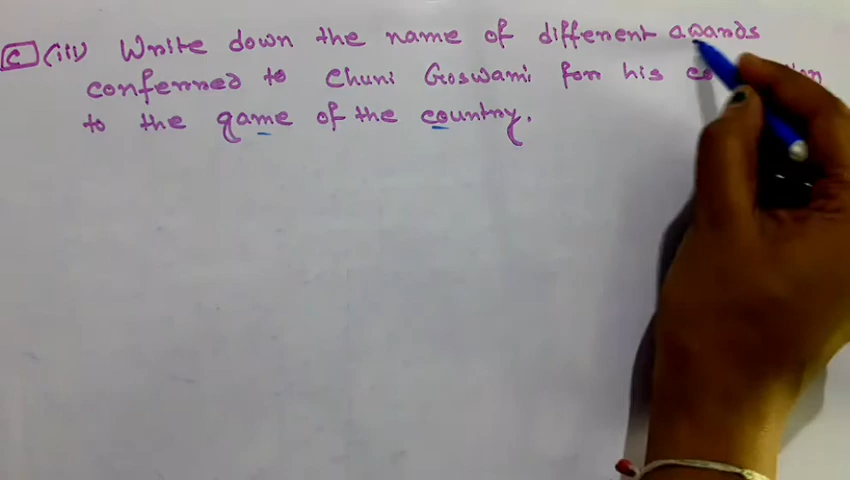 C (iii) Write down the name of different awards
conferred to Chuni Goswami for his
to the game of the country.